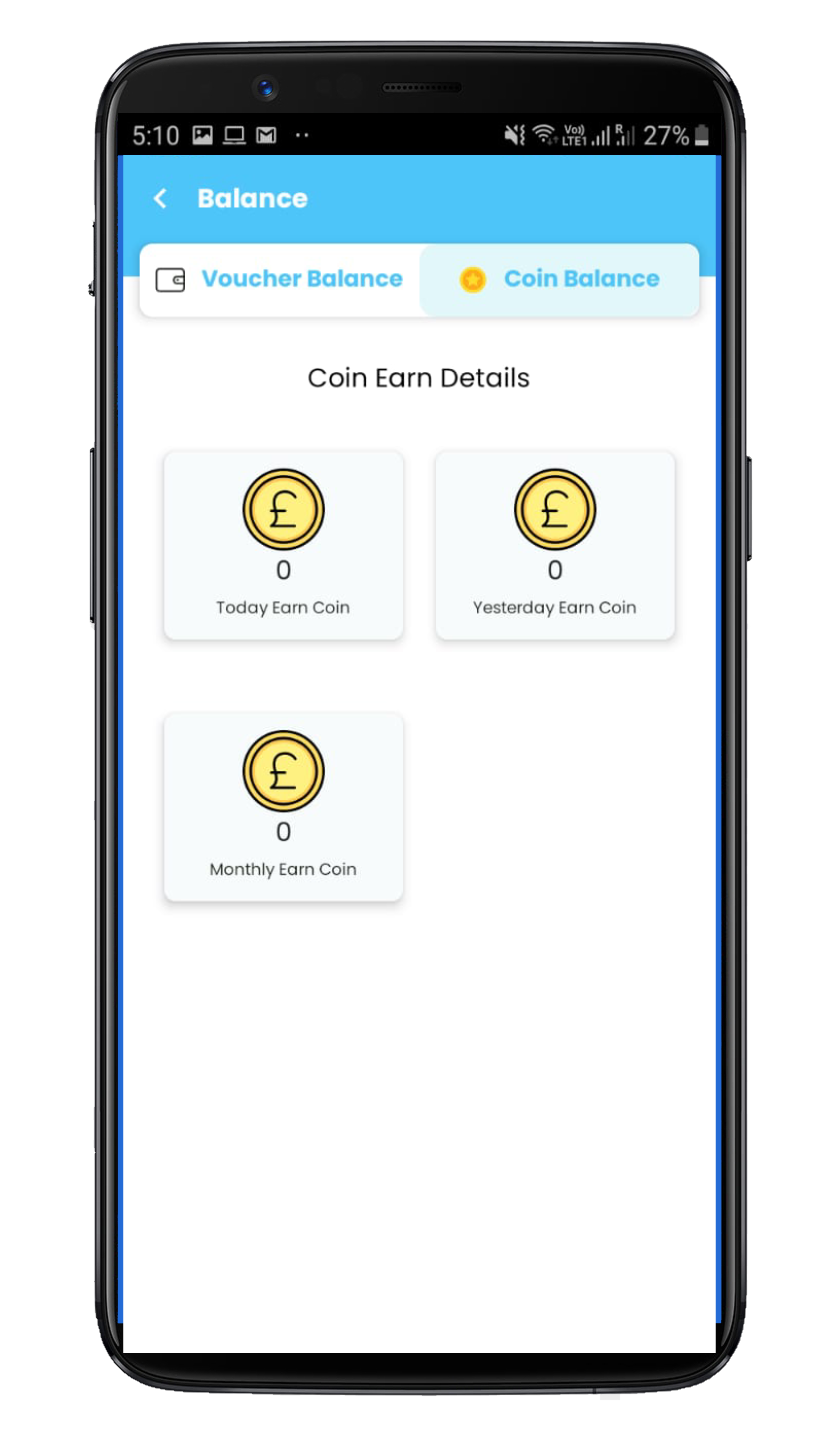 5:10 Vo)) LTE1 R 27%
Balance
Voucher Balance Coin Balance
Coin Earn Details
£ £
0 0
Today Earn Coin Yesterday Earn Coin
£
0
Monthly Earn Coin